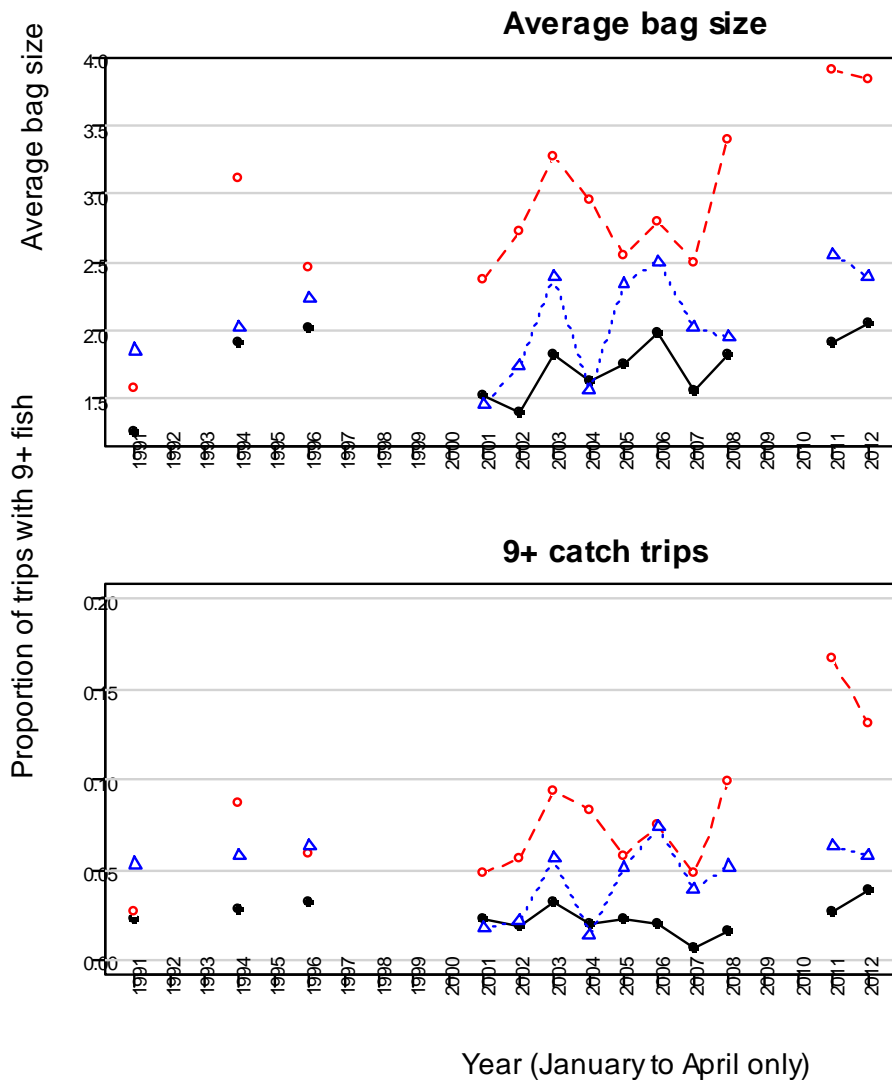 Average bag size
Average bag size
4.0
3.5
3.0
2.5
2.0
1.5
1991 1992 1993 1994 1995 1996 1997 1998 1999 2000 2001 2002 2003 2004 2005 2006 2007 2008 2009 2010 2011 2012
9+ catch trips
Proportion of trips with 9+ fish
0.20
0.15
0.10
0.05
0.00
1991 1992 1993 1994 1995 1996 1997 1998 1999 2000 2001 2002 2003 2004 2005 2006 2007 2008 2009 2010 2011 2012
Year (January to April only)